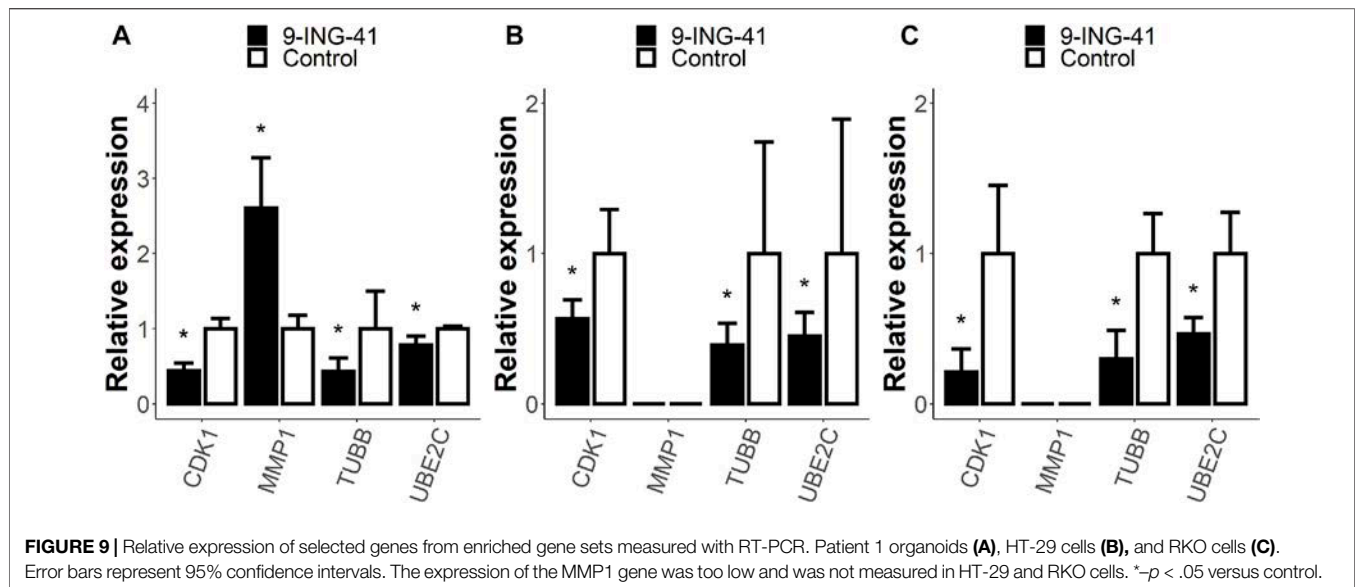 A
9-ING-41
Control
Relative expression
4
3
2
1
0
*
*
*
*
CDK1
MMP1
TUBB
UBE2C
B
9-ING-41
Control
Relative expression
2
1
0
*
*
*
CDK1
MMP1
TUBB
UBE2C
C
9-ING-41
Control
Relative expression
2
1
0
*
*
*
CDK1
MMP1
TUBB
UBE2C
FIGURE 9 | Relative expression of selected genes from enriched gene sets measured with RT-PCR. Patient 1 organoids (A), HT-29 cells (B), and RKO cells (C).
Error bars represent 95% confidence intervals. The expression of the MMP1 gene was too low and was not measured in HT-29 and RKO cells. *–p < .05 versus control.